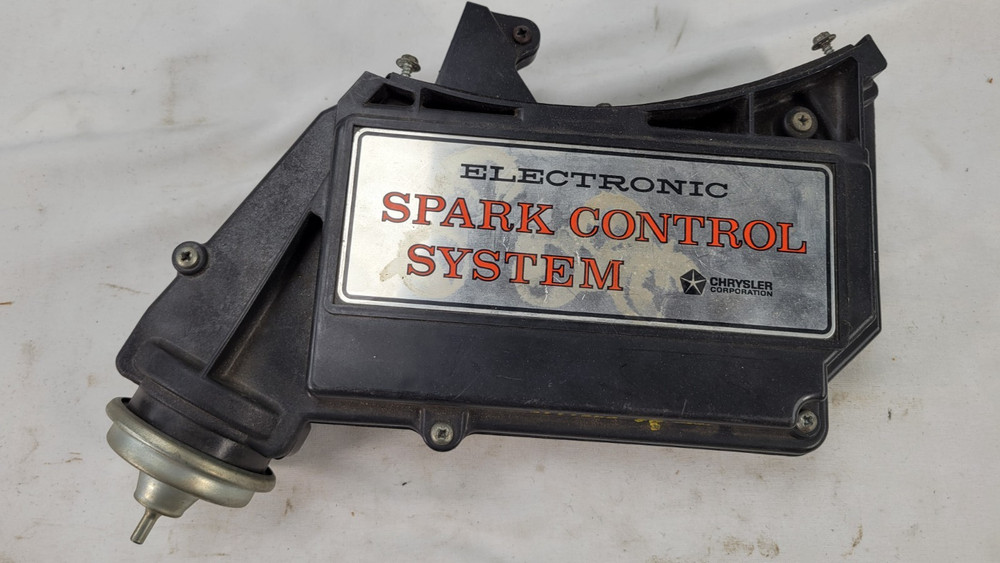 ELECTRONIC
SPARK CONTROL
SYSTEM
CHRYSLER
CORPORATION